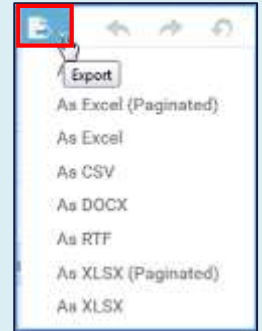 Export
As Excel (Paginated)
As Excel
As CSV
As DOCX
As RTF
As XLSX (Paginated)
As XLSX